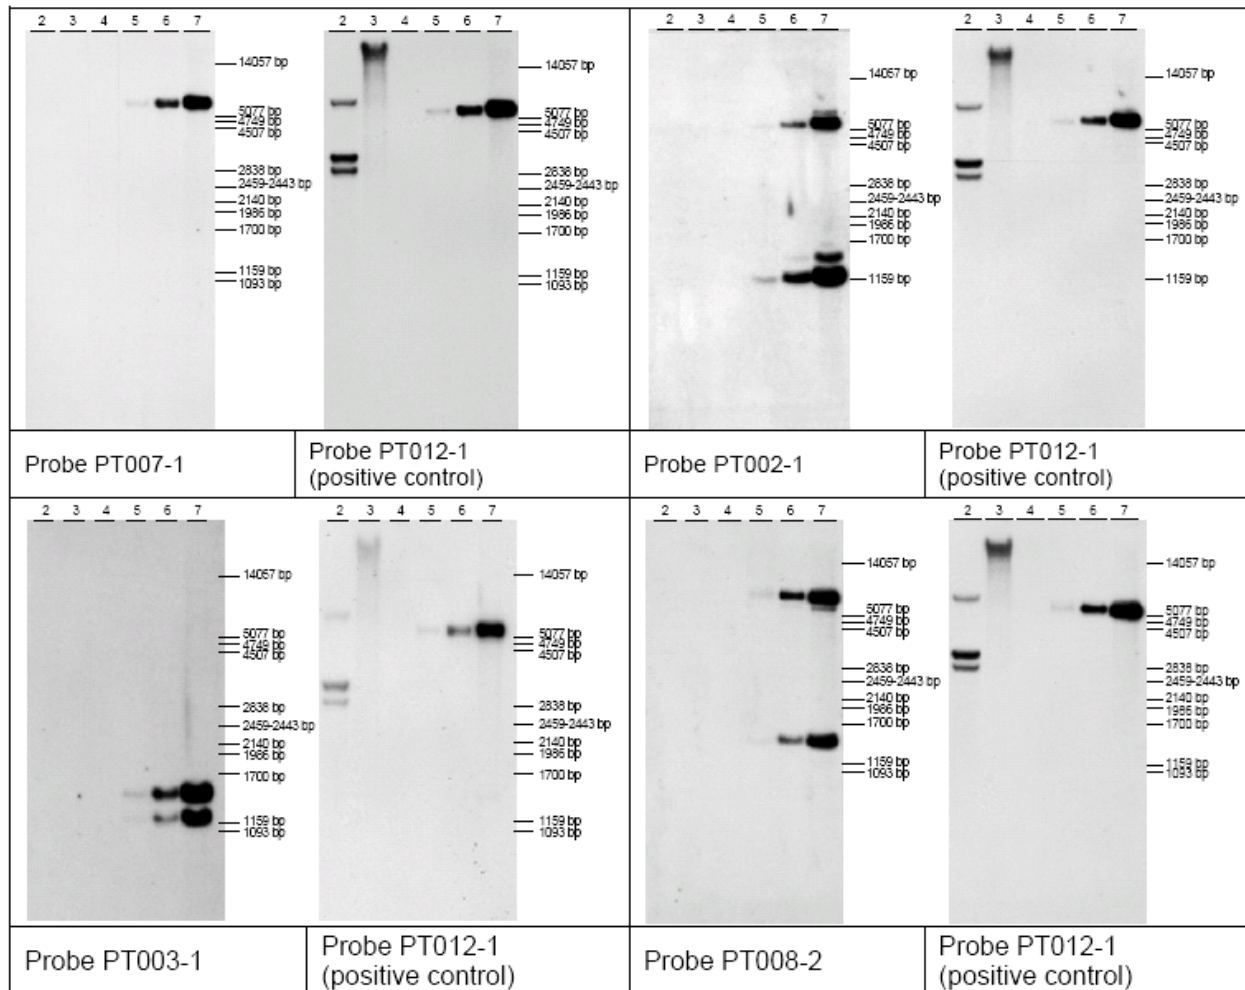 2 3 4 5 6 7
14057 bp
5077 bp
4749 bp
4507 bp
2838 bp
2459-2443 bp
2140 bp
1986 bp
1700 bp
1159 bp
1093 bp
2 3 4 5 6 7
14057 bp
5077 bp
4749 bp
4507 bp
2838 bp
2459-2443 bp
2140 bp
1986 bp
1700 bp
1159 bp
1093 bp
2 3 4 5 6 7
14057 bp
5077 bp
4749 bp
4507 bp
2838 bp
2459-2443 bp
2140 bp
1986 bp
1700 bp
1159 bp
2 3 4 5 6 7
14057 bp
5077 bp
4749 bp
4507 bp
2838 bp
2459-2443 bp
2140 bp
1986 bp
1700 bp
1159 bp
Probe PT007-1
Probe PT012-1
(positive control)
Probe PT002-1
Probe PT012-1
(positive control)
2 3 4 5 6 7
14057 bp
5077 bp
4749 bp
4507 bp
2838 bp
2459-2443 bp
2140 bp
1986 bp
1700 bp
1159 bp
1093 bp
2 3 4 5 6 7
14057 bp
5077 bp
4749 bp
4507 bp
2838 bp
2459-2443 bp
2140 bp
1986 bp
1700 bp
1159 bp
1093 bp
2 3 4 5 6 7
14057 bp
5077 bp
4749 bp
4507 bp
2838 bp
2459-2443 bp
2140 bp
1986 bp
1700 bp
1159 bp
1093 bp
2 3 4 5 6 7
14057 bp
5077 bp
4749 bp
4507 bp
2838 bp
2459-2443 bp
2140 bp
1986 bp
1700 bp
1159 bp
1093 bp
Probe PT003-1
Probe PT012-1
(positive control)
Probe PT008-2
Probe PT012-1
(positive control)